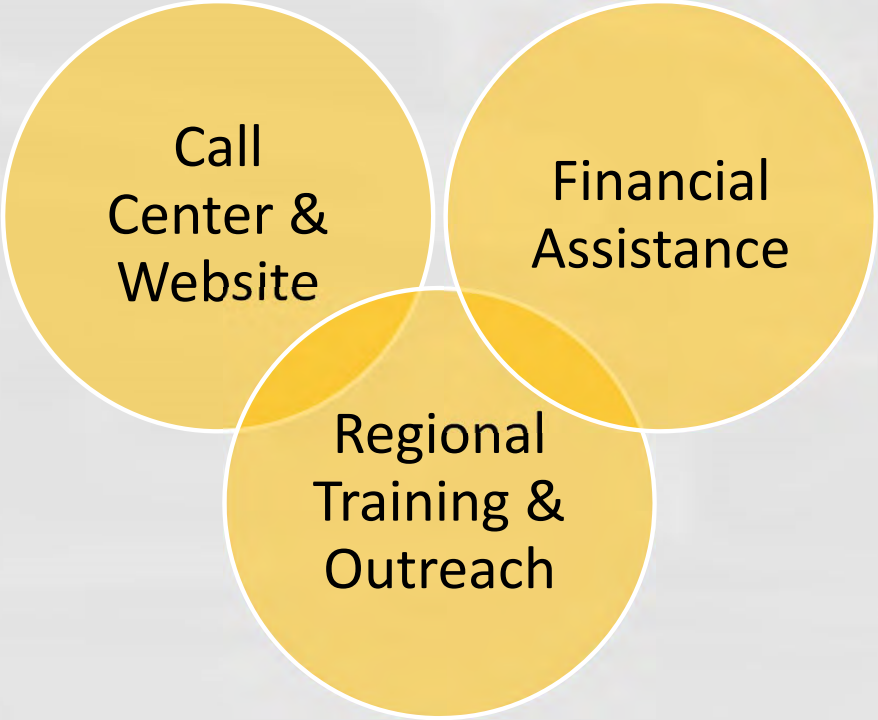 Call
Center &
Website
Financial
Assistance
Regional
Training &
Outreach